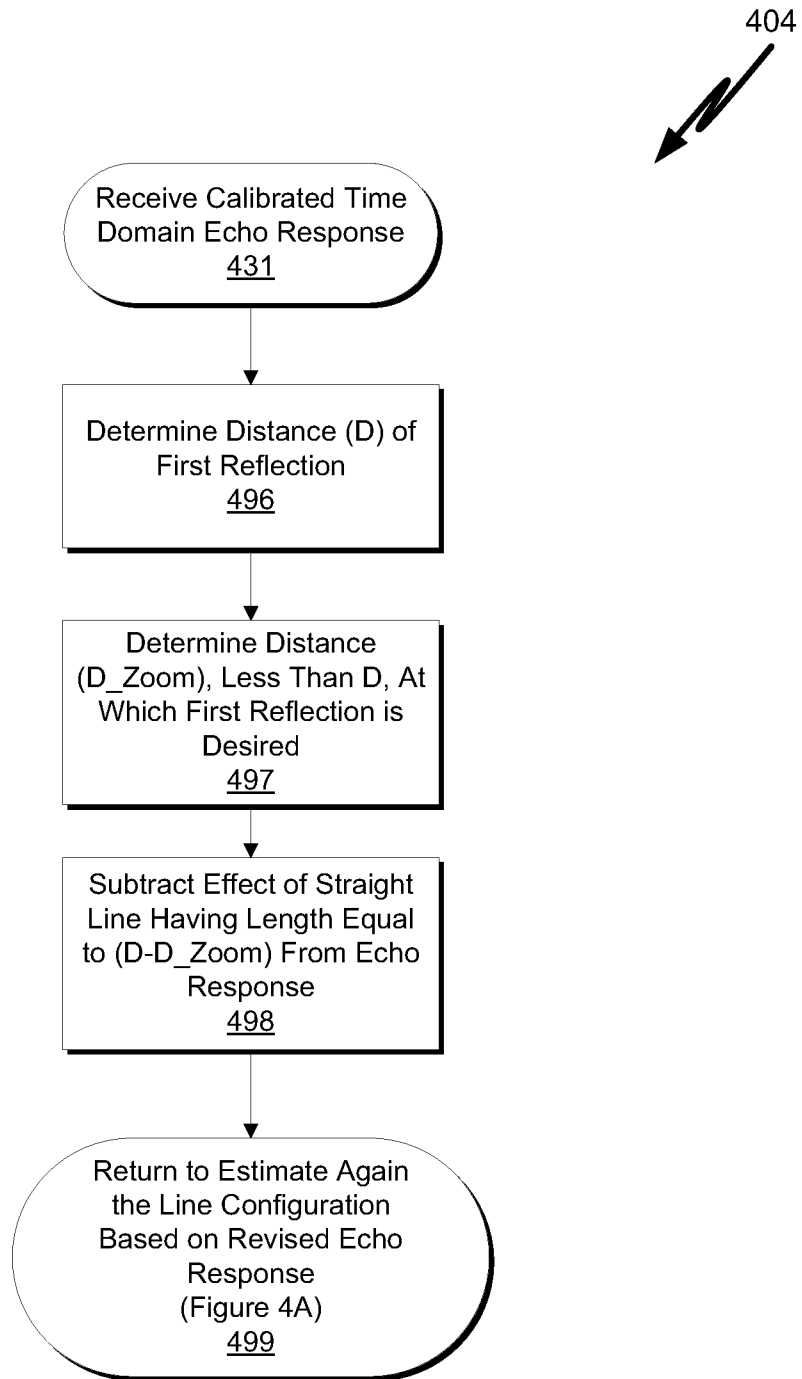 404
Receive Calibrated Time
Domain Echo Response
431
Determine Distance (D) of
First Reflection
496
Determine Distance
(D_Zoom), Less Than D, At
Which First Reflection is
Desired
497
Subtract Effect of Straight
Line Having Length Equal
to (D-D_Zoom) From Echo
Response
498
Return to Estimate Again
the Line Configuration
Based on Revised Echo
Response
(Figure 4A)
499